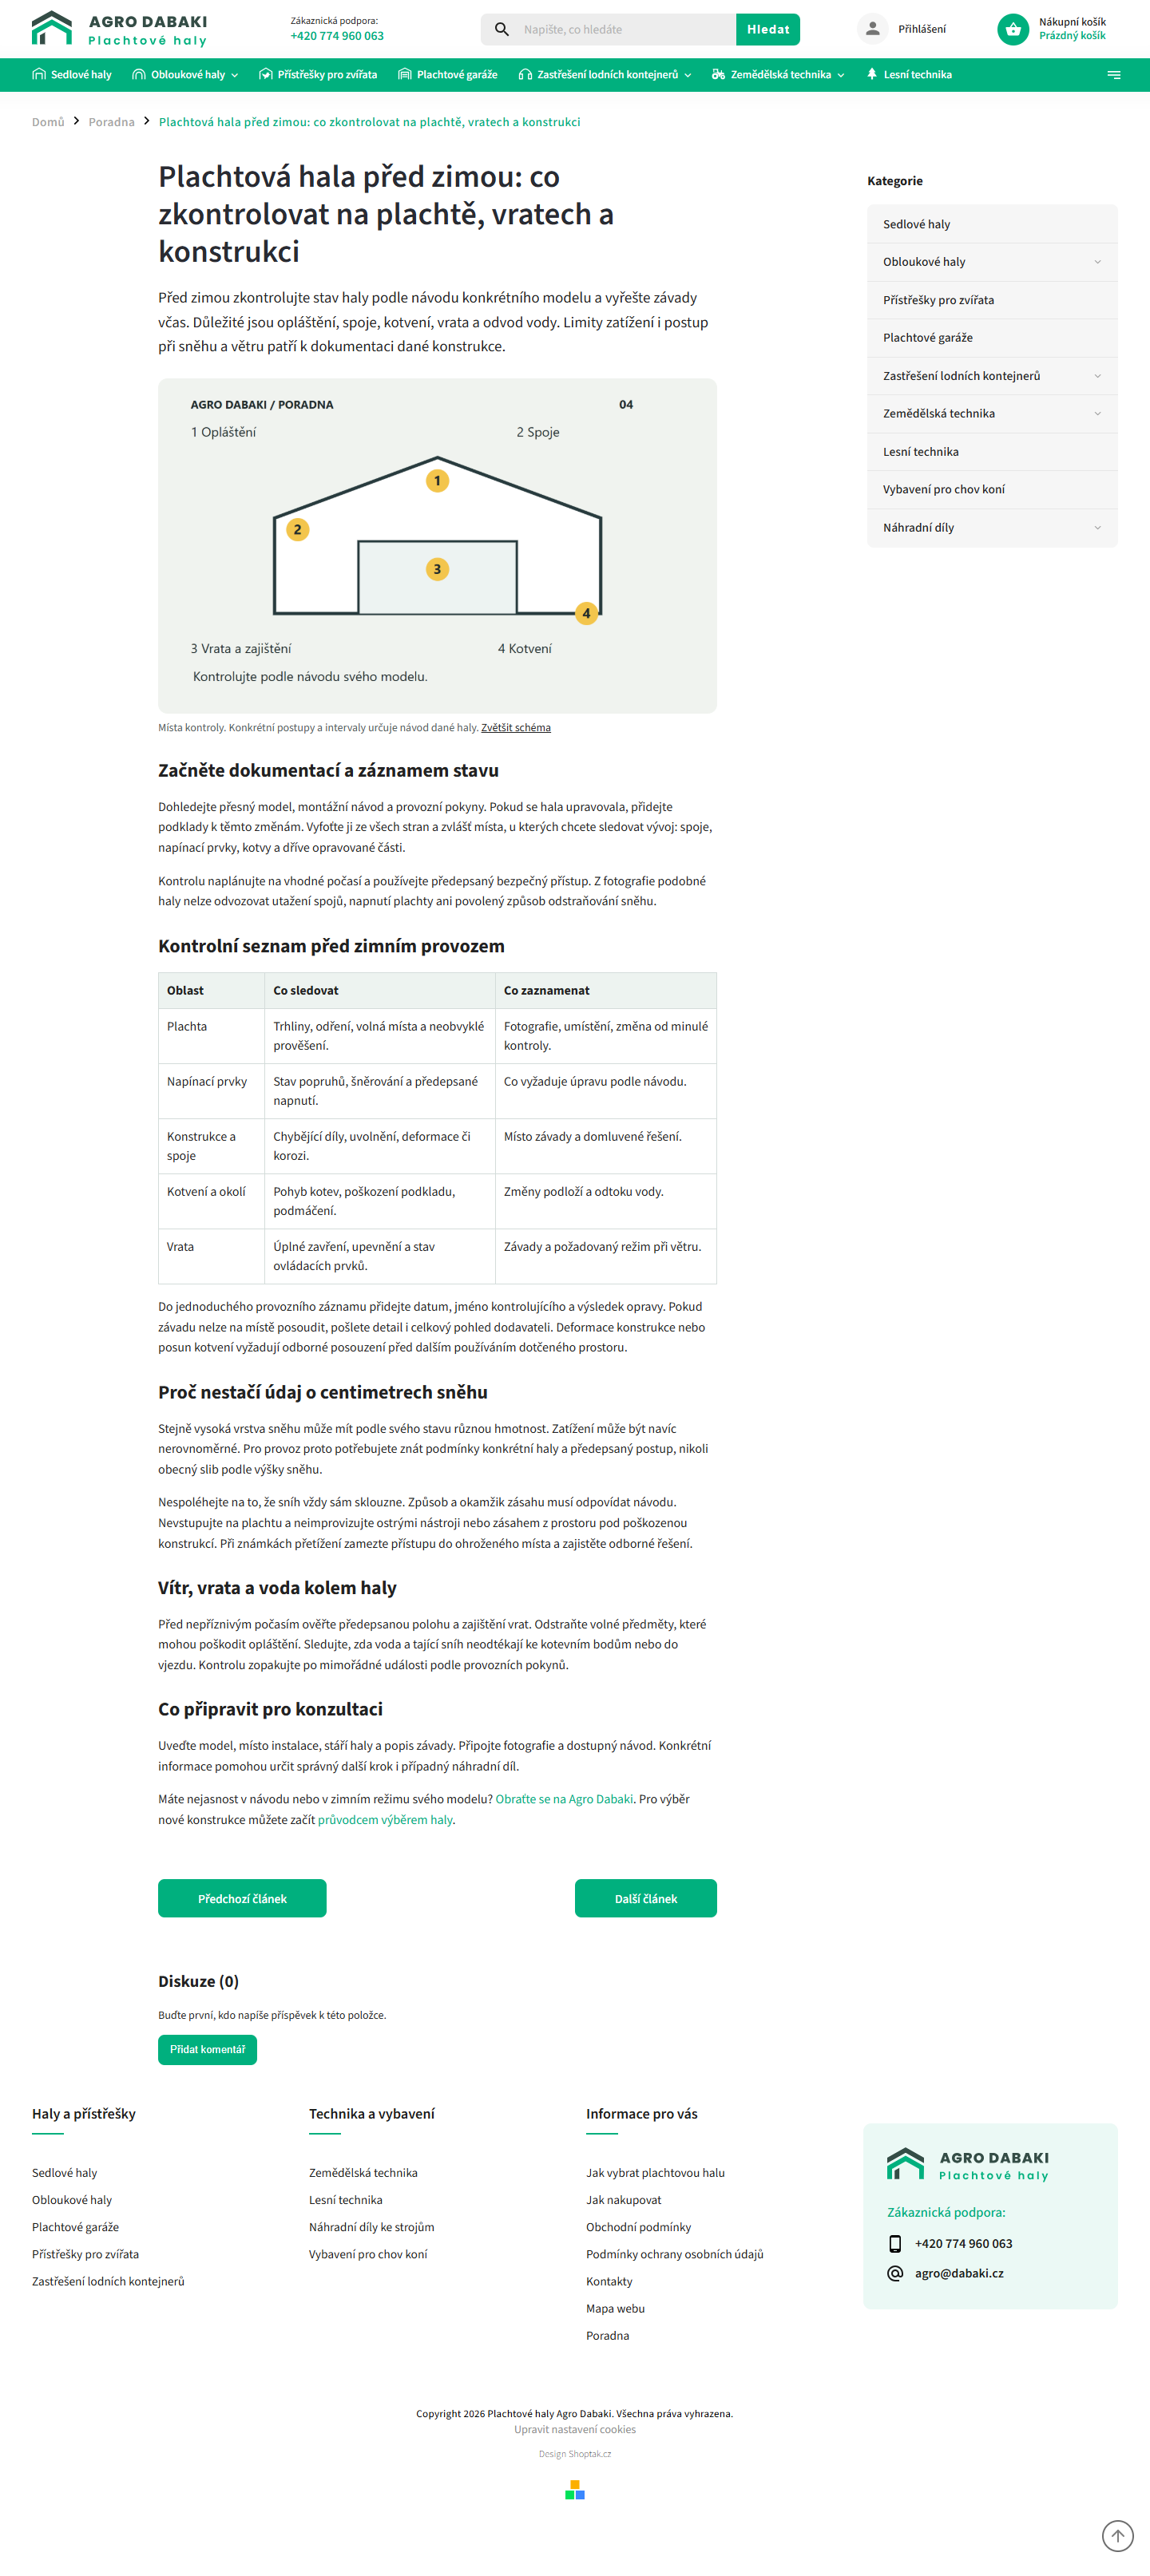 AGRO DABAKI
Plachtové haly
Zákaznická podpora:
+420 774 960 063
Napište, co hledáte
Hledat
Přihlášení
Nákupní košík
Prázdný košík
Sedlové haly
Obloukové haly
Přístřešky pro zvířata
Plachtové garáže
Zastřešení lodních kontejnerů
Zemědělská technika
Lesní technika
Domů
Poradna
Plachtová hala před zimou: co zkontrolovat na plachtě, vratech a konstrukci
Plachtová hala před zimou: co
zkontrolovat na plachtě, vratech a
konstrukci
Před zimou zkontrolujte stav haly podle návodu konkrétního modelu a vyřešte závady
včas. Důležité jsou opláštění, spoje, kotvení, vrata a odvod vody. Limity zatížení i postup
při sněhu a větru patří k dokumentaci dané konstrukce.
AGRO DABAKI / PORADNA
04
1 Opláštění
2 Spoje
1
2
3
4
3 Vrata a zajištění
4 Kotvení
Kontrolujte podle návodu svého modelu.
Místa kontroly. Konkrétní postupy a intervaly určuje návod dané haly. Zvětšit schéma
Začněte dokumentací a záznamem stavu
Dohledejte přesný model, montážní návod a provozní pokyny. Pokud se hala upravovala, přidejte
podklady k těmto změnám. Vyfoťte ji ze všech stran a zvlášť místa, u kterých chcete sledovat vývoj: spoje,
napínací prvky, kotvy a dříve opravované části.
Kontrolu naplánujte na vhodné počasí a používejte předepsaný bezpečný přístup. Z fotografie podobné
haly nelze odvozovat utažení spojů, napnutí plachty ani povolený způsob odstraňování sněhu.
Kontrolní seznam před zimním provozem
Oblast
Co sledovat
Co zaznamenat
Plachta
Trhliny, odření, volná místa a neobvyklé
prověšení.
Fotografie, umístění, změna od minulé
kontroly.
Napínací prvky
Stav popruhů, šněrování a předepsané
napnutí.
Co vyžaduje úpravu podle návodu.
Konstrukce a
spoje
Chybějící díly, uvolnění, deformace či
korozi.
Místo závady a domluvené řešení.
Kotvení a okolí
Pohyb kotev, poškození podkladu,
podmáčení.
Změny podloží a odtoku vody.
Vrata
Úplné zavření, upevnění a stav
ovládacích prvků.
Závady a požadovaný režim při větru.
Do jednoduchého provozního záznamu přidejte datum, jméno kontrolujícího a výsledek opravy. Pokud
závadu nelze na místě posoudit, pošlete detail i celkový pohled dodavateli. Deformace konstrukce nebo
posun kotvení vyžadují odborné posouzení před dalším používáním dotčeného prostoru.
Proč nestačí údaj o centimetrech sněhu
Stejně vysoká vrstva sněhu může mít podle svého stavu různou hmotnost. Zatížení může být navíc
nerovnoměrné. Pro provoz proto potřebujete znát podmínky konkrétní haly a předepsaný postup, nikoli
obecný slib podle výšky sněhu.
Nespoléhejte na to, že sníh vždy sám sklouzne. Způsob a okamžik zásahu musí odpovídat návodu.
Nevstupujte na plachtu a neimprovizujte ostrými nástroji nebo zásahem z prostoru pod poškozenou
konstrukcí. Při známkách přetížení zamezte přístupu do ohroženého místa a zajistěte odborné řešení.
Vítr, vrata a voda kolem haly
Před nepříznivým počasím ověřte předepsanou polohu a zajištění vrat. Odstraňte volné předměty, které
mohou poškodit opláštění. Sledujte, zda voda a tající sníh neodtékají ke kotevním bodům nebo do
vjezdu. Kontrolu zopakujte po mimořádné události podle provozních pokynů.
Co připravit pro konzultaci
Uveďte model, místo instalace, stáří haly a popis závady. Připojte fotografie a dostupný návod. Konkrétní
informace pomohou určit správný další krok i případný náhradní díl.
Máte nejasnost v návodu nebo v zimním režimu svého modelu? Obraťte se na Agro Dabaki. Pro výběr
nové konstrukce můžete začít průvodcem výběrem haly.
Předchozí článek
Další článek
Diskuze (0)
Buďte první, kdo napíše příspěvek k této položce.
Přidat komentář
Kategorie
Sedlové haly
Obloukové haly
Přístřešky pro zvířata
Plachtové garáže
Zastřešení lodních kontejnerů
Zemědělská technika
Lesní technika
Vybavení pro chov koní
Náhradní díly
Haly a přístřešky
Sedlové haly
Obloukové haly
Plachtové garáže
Přístřešky pro zvířata
Zastřešení lodních kontejnerů
Technika a vybavení
Zemědělská technika
Lesní technika
Náhradní díly ke strojům
Vybavení pro chov koní
Informace pro vás
Jak vybrat plachtovou halu
Jak nakupovat
Obchodní podmínky
Podmínky ochrany osobních údajů
Kontakty
Mapa webu
Poradna
AGRO DABAKI
Plachtové haly
Zákaznická podpora:
+420 774 960 063
agro@dabaki.cz
Copyright 2026 Plachtové haly Agro Dabaki. Všechna práva vyhrazena.
Upravit nastavení cookies
Design Shoptak.cz